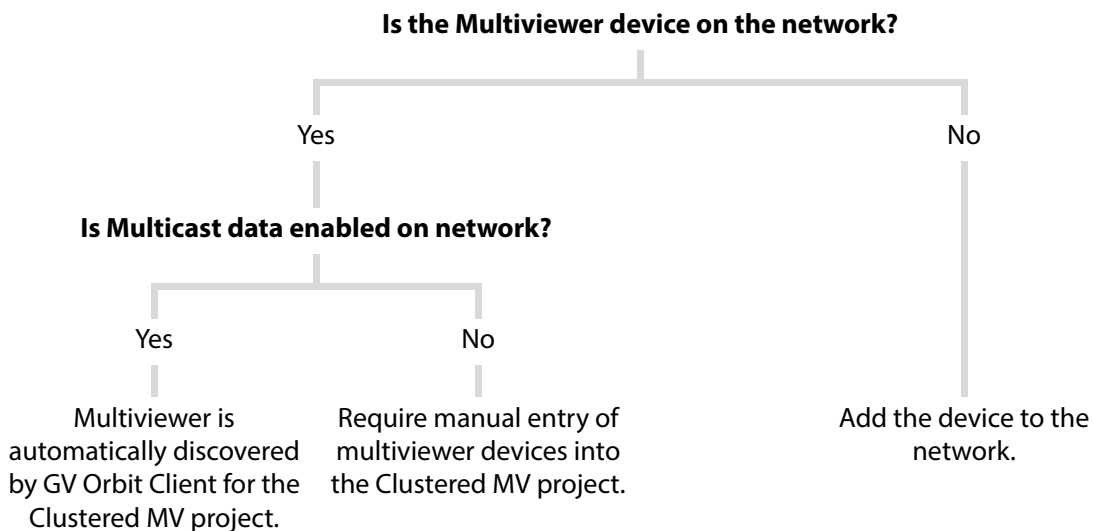 Is the Multiviewer device on the network?
Yes
No
Is Multicast data enabled on network?
Yes
No
Multiviewer is
automatically discovered
by GV Orbit Client for the
Clustered MV project.
Require manual entry of
multiviewer devices into
the Clustered MV project.
Add the device to the
network.